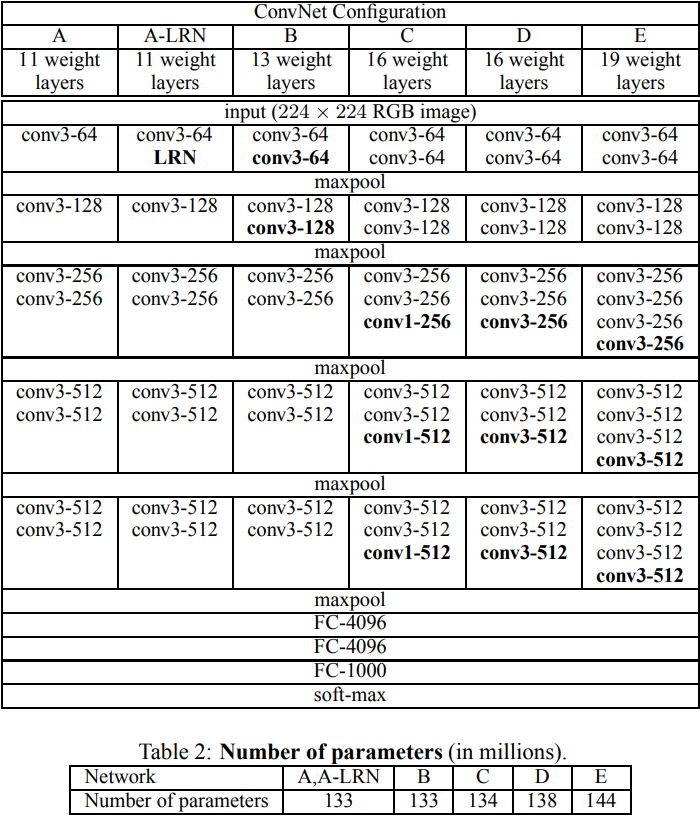 ConvNet Configuration
A A-LRN B C D E
11 weight 11 weight 13 weight 16 weight 16 weight 19 weight
layers layers layers layers layers layers
input (224 × 224 RGB image)
conv3-64 conv3-64 conv3-64 conv3-64 conv3-64 conv3-64
LRN conv3-64 conv3-64 conv3-64 conv3-64
maxpool
conv3-128 conv3-128 conv3-128 conv3-128 conv3-128 conv3-128
conv3-128 conv3-128 conv3-128 conv3-128
maxpool
conv3-256 conv3-256 conv3-256 conv3-256 conv3-256 conv3-256
conv3-256 conv3-256 conv3-256 conv3-256 conv3-256 conv3-256
conv1-256 conv3-256 conv3-256
conv3-256
maxpool
conv3-512 conv3-512 conv3-512 conv3-512 conv3-512 conv3-512
conv3-512 conv3-512 conv3-512 conv3-512 conv3-512 conv3-512
conv1-512 conv3-512 conv3-512
conv3-512
maxpool
conv3-512 conv3-512 conv3-512 conv3-512 conv3-512 conv3-512
conv3-512 conv3-512 conv3-512 conv3-512 conv3-512 conv3-512
conv1-512 conv3-512 conv3-512
conv3-512
maxpool
FC-4096
FC-4096
FC-1000
soft-max
Table 2: Number of parameters (in millions).
Network A,A-LRN B C D E
Number of parameters 133 133 134 138 144